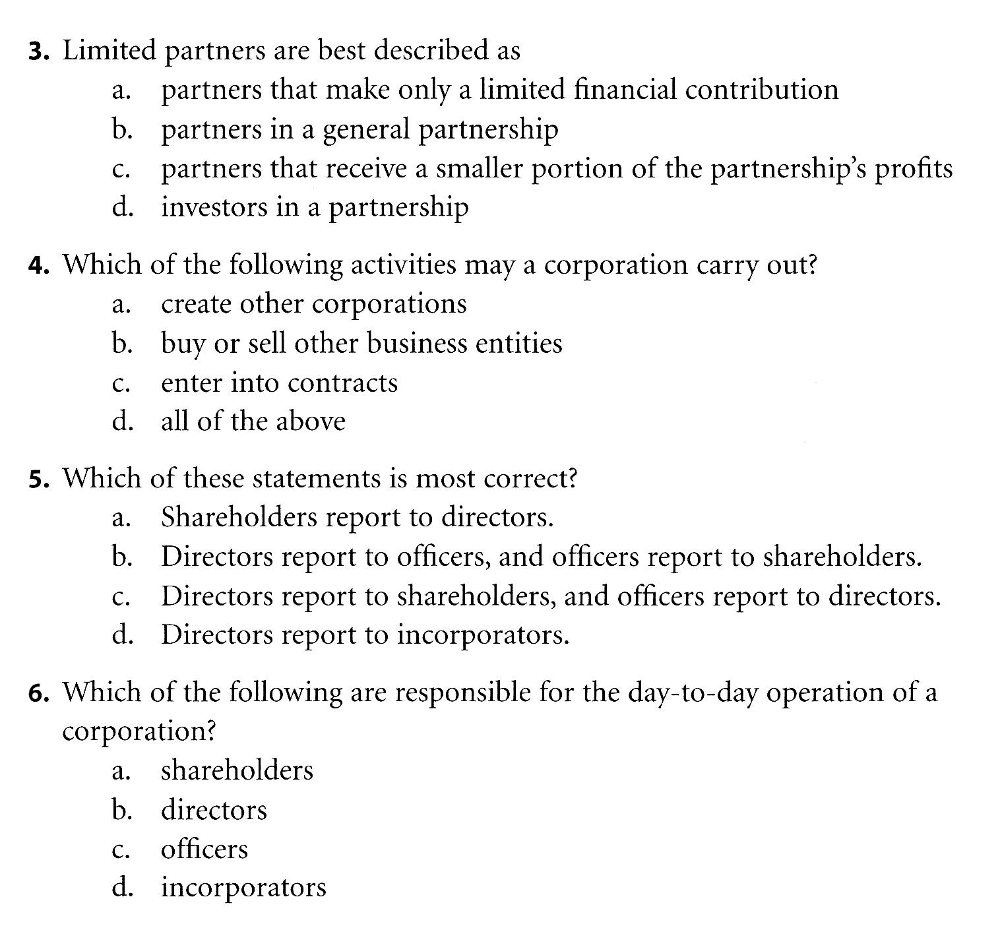 3. Limited partners are best described as
a. partners that make only a limited financial contribution
b. partners in a general partnership
c. partners that receive a smaller portion of the partnership’s profits
d. investors in a partnership
4. Which of the following activities may a corporation carry out?
a. create other corporations
b. buy or sell other business entities
c. enter into contracts
d. all of the above
5. Which of these statements is most correct?
a. Shareholders report to directors.
b. Directors report to officers, and officers report to shareholders.
c. Directors report to shareholders, and officers report to directors.
d. Directors report to incorporators.
6. Which of the following are responsible for the day-to-day operation of a
corporation?
a. shareholders
b. directors
c. officers
d. incorporators